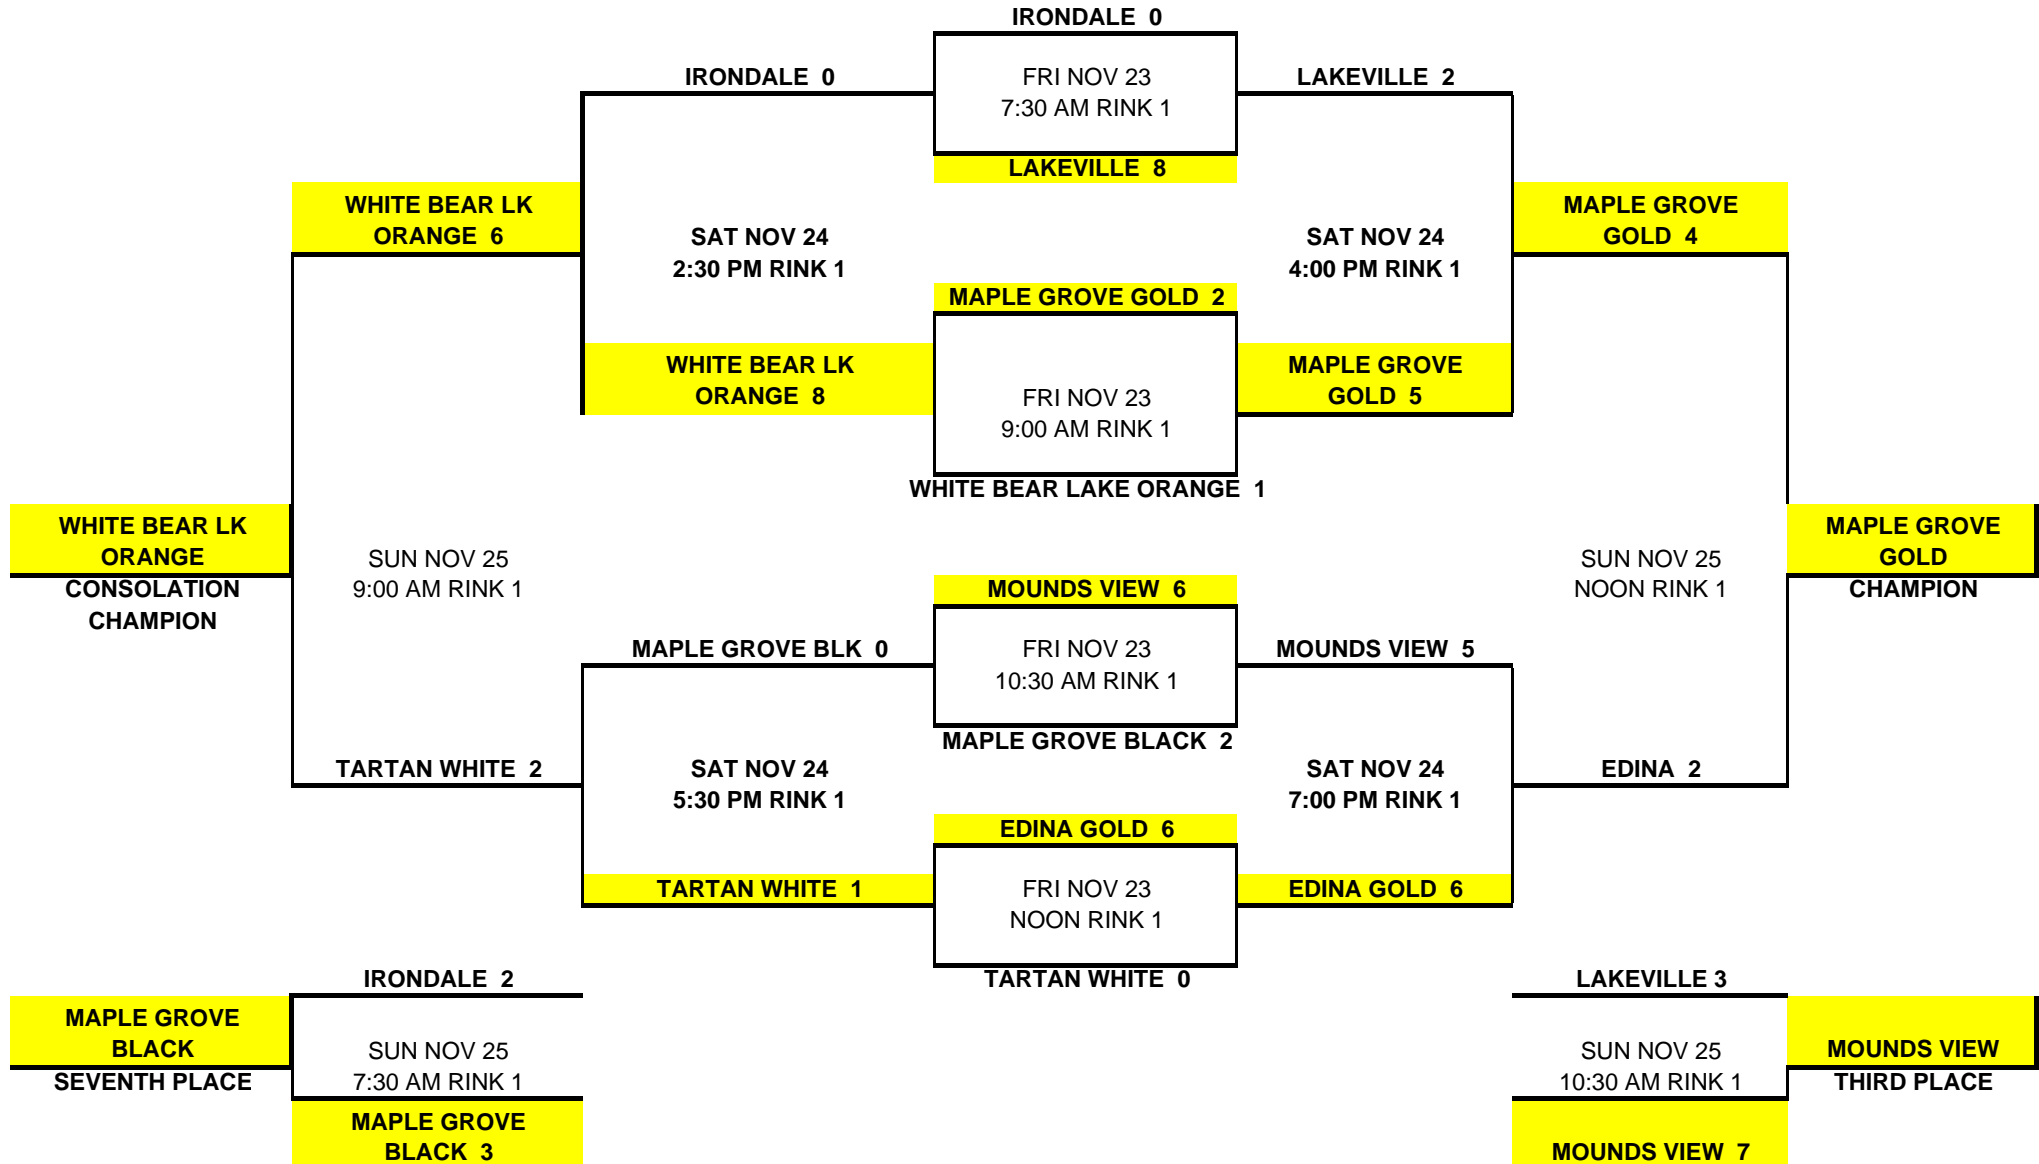 IRONDALE  0
IRONDALE  0
FRI NOV 23
7:30 AM RINK 1
LAKEVILLE  2
LAKEVILLE  8
WHITE BEAR LK
ORANGE  6
SAT NOV 24
2:30 PM RINK 1
SAT NOV 24
4:00 PM RINK 1
MAPLE GROVE
GOLD  4
MAPLE GROVE GOLD  2
WHITE BEAR LK
ORANGE  8
FRI NOV 23
9:00 AM RINK 1
MAPLE GROVE
GOLD  5
WHITE BEAR LAKE ORANGE  1
WHITE BEAR LK
ORANGE
CONSOLATION
CHAMPION
SUN NOV 25
9:00 AM RINK 1
SUN NOV 25
NOON RINK 1
MAPLE GROVE
GOLD
CHAMPION
MOUNDS VIEW  6
MAPLE GROVE BLK  0
FRI NOV 23
10:30 AM RINK 1
MOUNDS VIEW  5
MAPLE GROVE BLACK  2
TARTAN WHITE  2
SAT NOV 24
5:30 PM RINK 1
SAT NOV 24
7:00 PM RINK 1
EDINA  2
EDINA GOLD  6
TARTAN WHITE  1
FRI NOV 23
NOON RINK 1
EDINA GOLD  6
TARTAN WHITE  0
IRONDALE  2
MAPLE GROVE
BLACK
SEVENTH PLACE
SUN NOV 25
7:30 AM RINK 1
MAPLE GROVE
BLACK  3
LAKEVILLE 3
SUN NOV 25
10:30 AM RINK 1
MOUNDS VIEW
THIRD PLACE
MOUNDS VIEW  7